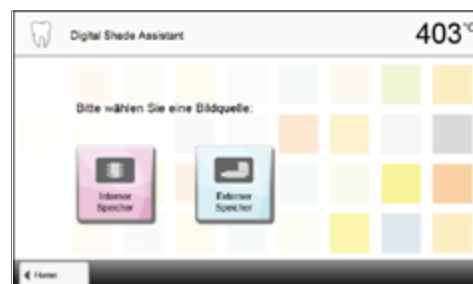 Digital Shade Assistant
403°C
Bitte wählen Sie eine Bildquelle:
Interner
Speicher
Externer
Speicher
Home